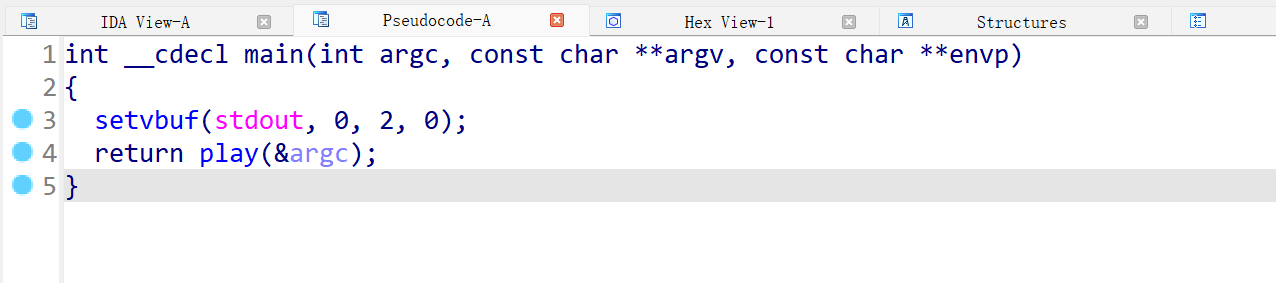 IDA View-A Pseudocode-A Hex View-1 Structures
1 int __cdecl main(int argc, const char **argv, const char **envp)
2 {
3   setvbuf(stdout, 0, 2, 0);
4   return play(&argc);
5 }